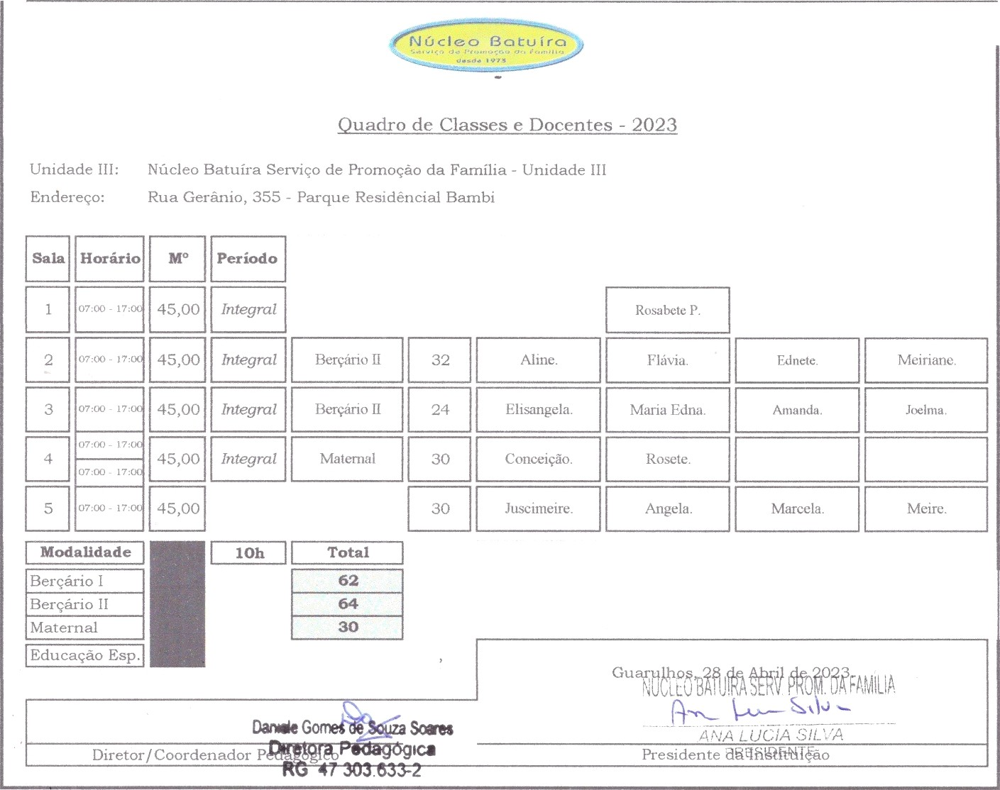 Núcleo Batuíra
Serviço de Promoção da Família
desde 1973
Quadro de Classes e Docentes - 2023
Unidade III: Núcleo Batuíra Serviço de Promoção da Família - Unidade III
Endereço: Rua Gerânio, 355 - Parque Residêncial Bambi
Sala Horário Mº Período
1 07:00 - 17:00 45,00 Integral Rosabete P.
2 07:00 - 17:00 45,00 Integral Berçário II 32 Aline. Flávia. Ednete. Meiriane.
3 07:00 - 17:00 45,00 Integral Berçário II 24 Elisangela. Maria Edna. Amanda. Joelma.
07:00 - 17:00
4 45,00 Integral Maternal 30 Conceição. Rosete.
07:00 - 17:00
5 07:00 - 17:00 45,00 30 Juscimeire. Angela. Marcela. Meire.
Modalidade 10h Total
Berçário I 62
Berçário II 64
Maternal 30
Educação Esp.
Guarulhos, 28 de Abril de 2023.
NUCLEO BATUIRA SERV. PROM. DA FAMILIA
Ana Lucia Silva
Daniale Gomes de Souza Soares
ANA LUCIA SILVA
Diretora Pedagógica
PRESIDENTE
Diretor/Coordenador Pedagógico Presidente da Instituição
RG 47 303.633-2